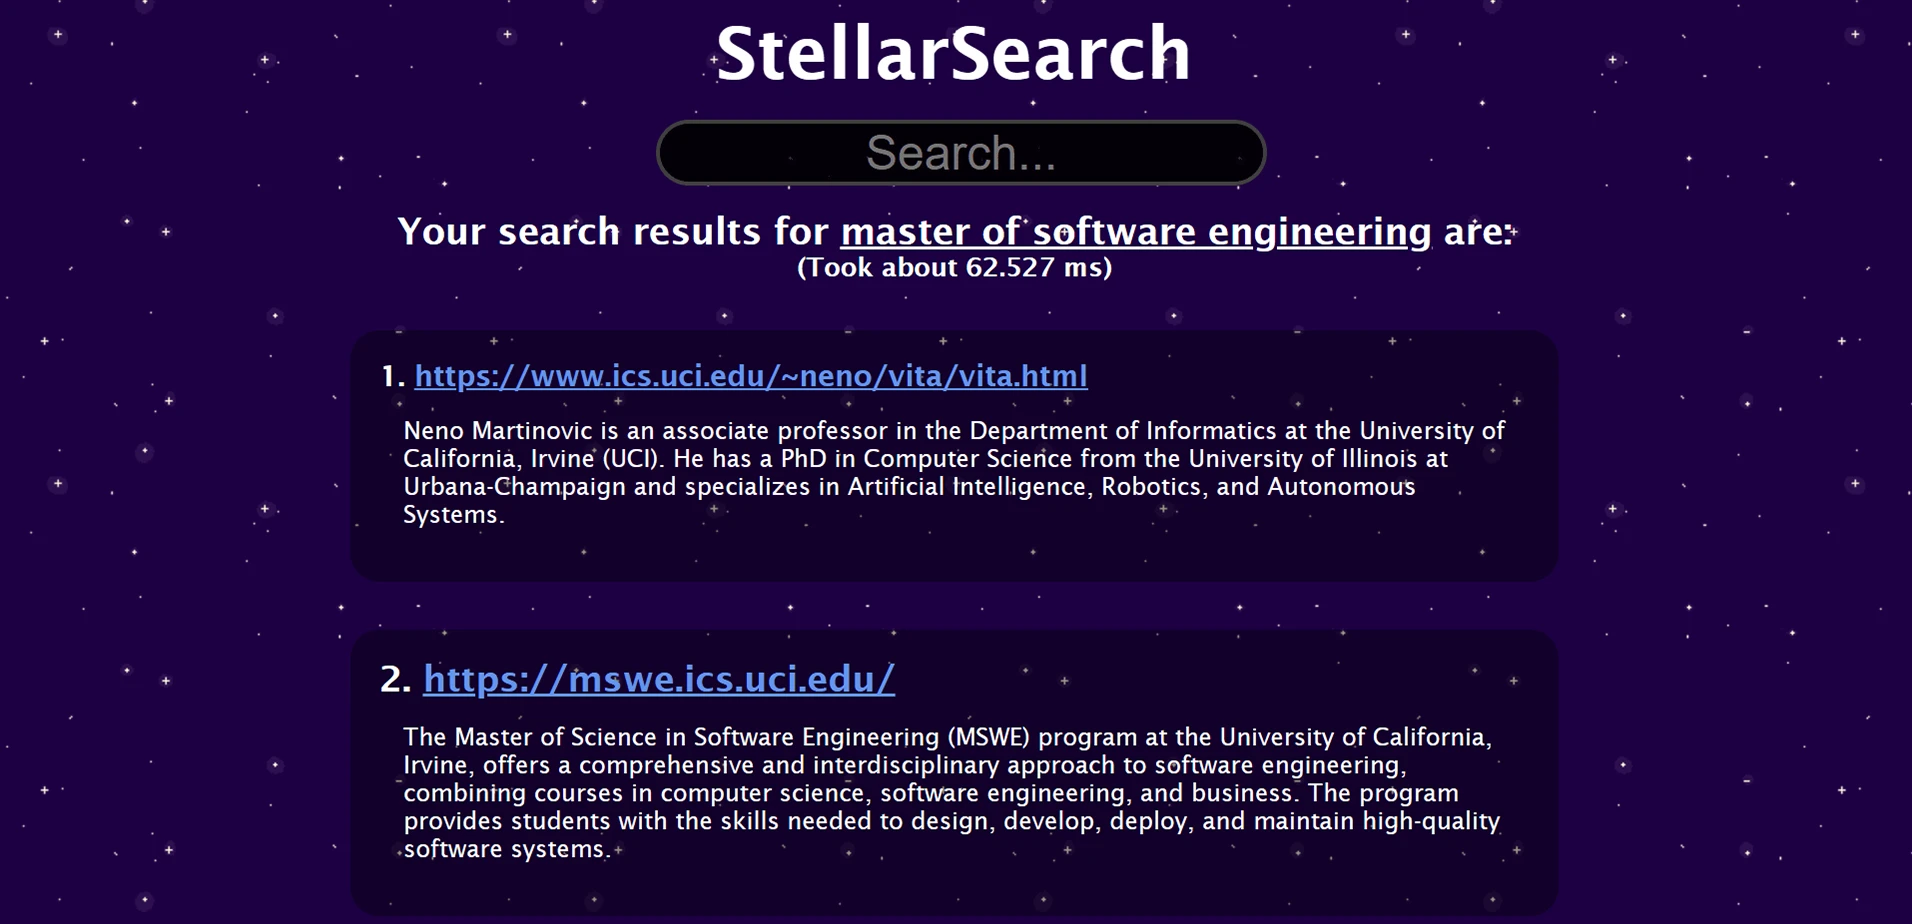 StellarSearch
Search...
Your search results for master of software engineering are:
(Took about 62.527 ms)
1. https://www.ics.uci.edu/~neno/vita/vita.html
Neno Martinovic is an associate professor in the Department of Informatics at the University of
California, Irvine (UCI). He has a PhD in Computer Science from the University of Illinois at
Urbana-Champaign and specializes in Artificial Intelligence, Robotics, and Autonomous
Systems.
2. https://mswe.ics.uci.edu/
The Master of Science in Software Engineering (MSWE) program at the University of California,
Irvine, offers a comprehensive and interdisciplinary approach to software engineering,
combining courses in computer science, software engineering, and business. The program
provides students with the skills needed to design, develop, deploy, and maintain high-quality
software systems.